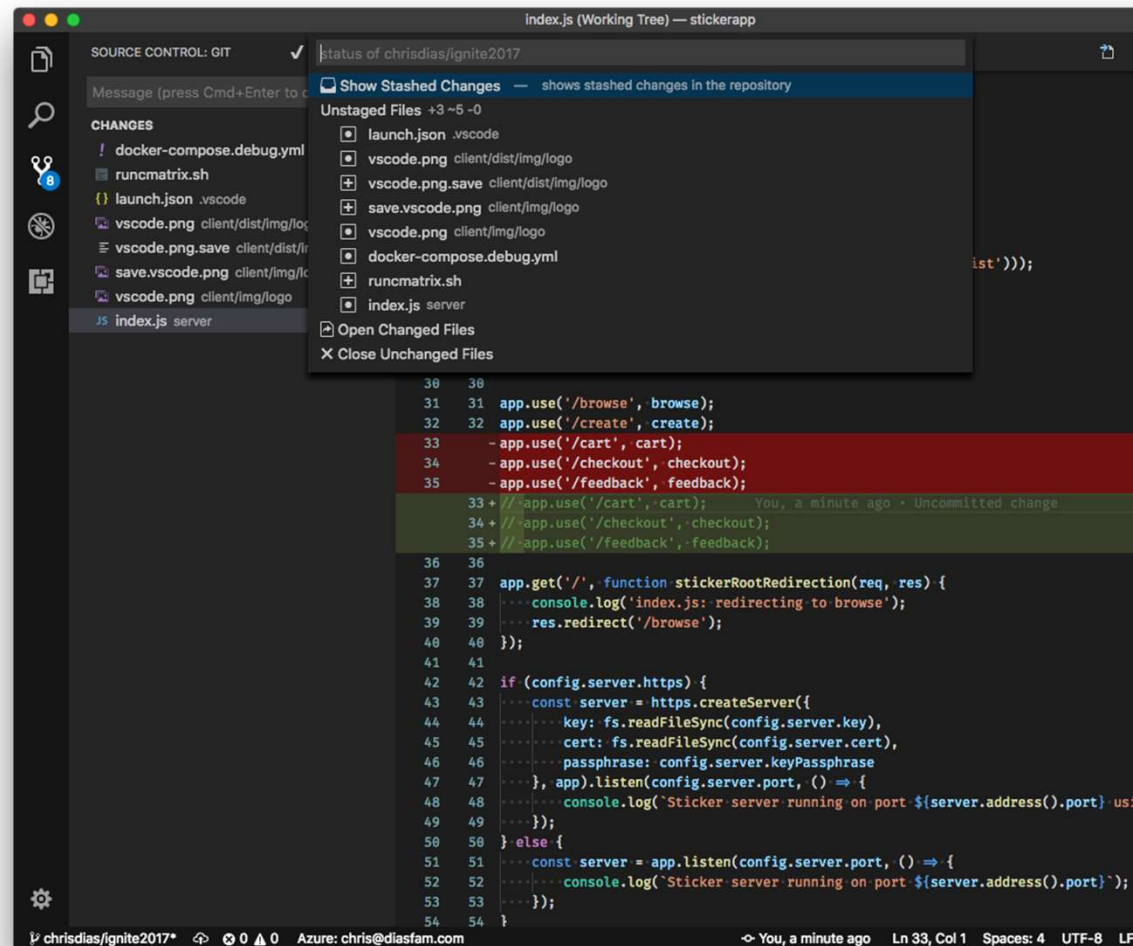 index.js (Working Tree) — stickerapp
SOURCE CONTROL: GIT
Message (press Cmd+Enter to
CHANGES
docker-compose.debug.yml
runcmatrix.sh
launch.json .vscode
vscode.png client/dist/img/log
vscode.png.save client/dist/i
save.vscode.png client/img/lo
vscode.png client/img/logo
JS index.js server
8
status of chrisdias/ignite2017
Show Stashed Changes — shows stashed changes in the repository
Unstaged Files +3 ~5 -0
launch.json .vscode
vscode.png client/dist/img/logo
vscode.png.save client/dist/img/logo
save.vscode.png client/img/logo
vscode.png client/img/logo
docker-compose.debug.yml
runcmatrix.sh
index.js server
Open Changed Files
Close Unchanged Files
ist')));
30 30
31 31 app.use('/browse', browse);
32 32 app.use('/create', create);
33 - app.use('/cart', cart);
34 - app.use('/checkout', checkout);
35 - app.use('/feedback', feedback);
33 + // app.use('/cart', cart); You, a minute ago • Uncommitted change
34 + // app.use('/checkout', checkout);
35 + // app.use('/feedback', feedback);
36 36
37 37 app.get('/', function stickerRootRedirection(req, res) {
38 38 console.log('index.js: redirecting to browse');
39 39 res.redirect('/browse');
40 40 });
41 41
42 42 if (config.server.https) {
43 43 const server = https.createServer({
44 44 key: fs.readFileSync(config.server.key),
45 45 cert: fs.readFileSync(config.server.cert),
46 46 passphrase: config.server.keyPassphrase
47 47 }, app).listen(config.server.port, () ⇒ {
48 48 console.log(`Sticker server running on port ${server.address().port} usi
49 49 });
50 50 } else {
51 51 const server = app.listen(config.server.port, () ⇒ {
52 52 console.log(`Sticker server running on port ${server.address().port}`);
53 53 });
54 54 }
chrisdias/ignite2017* 0 0 Azure: chris@diasfam.com You, a minute ago Ln 33, Col 1 Spaces: 4 UTF-8 LF